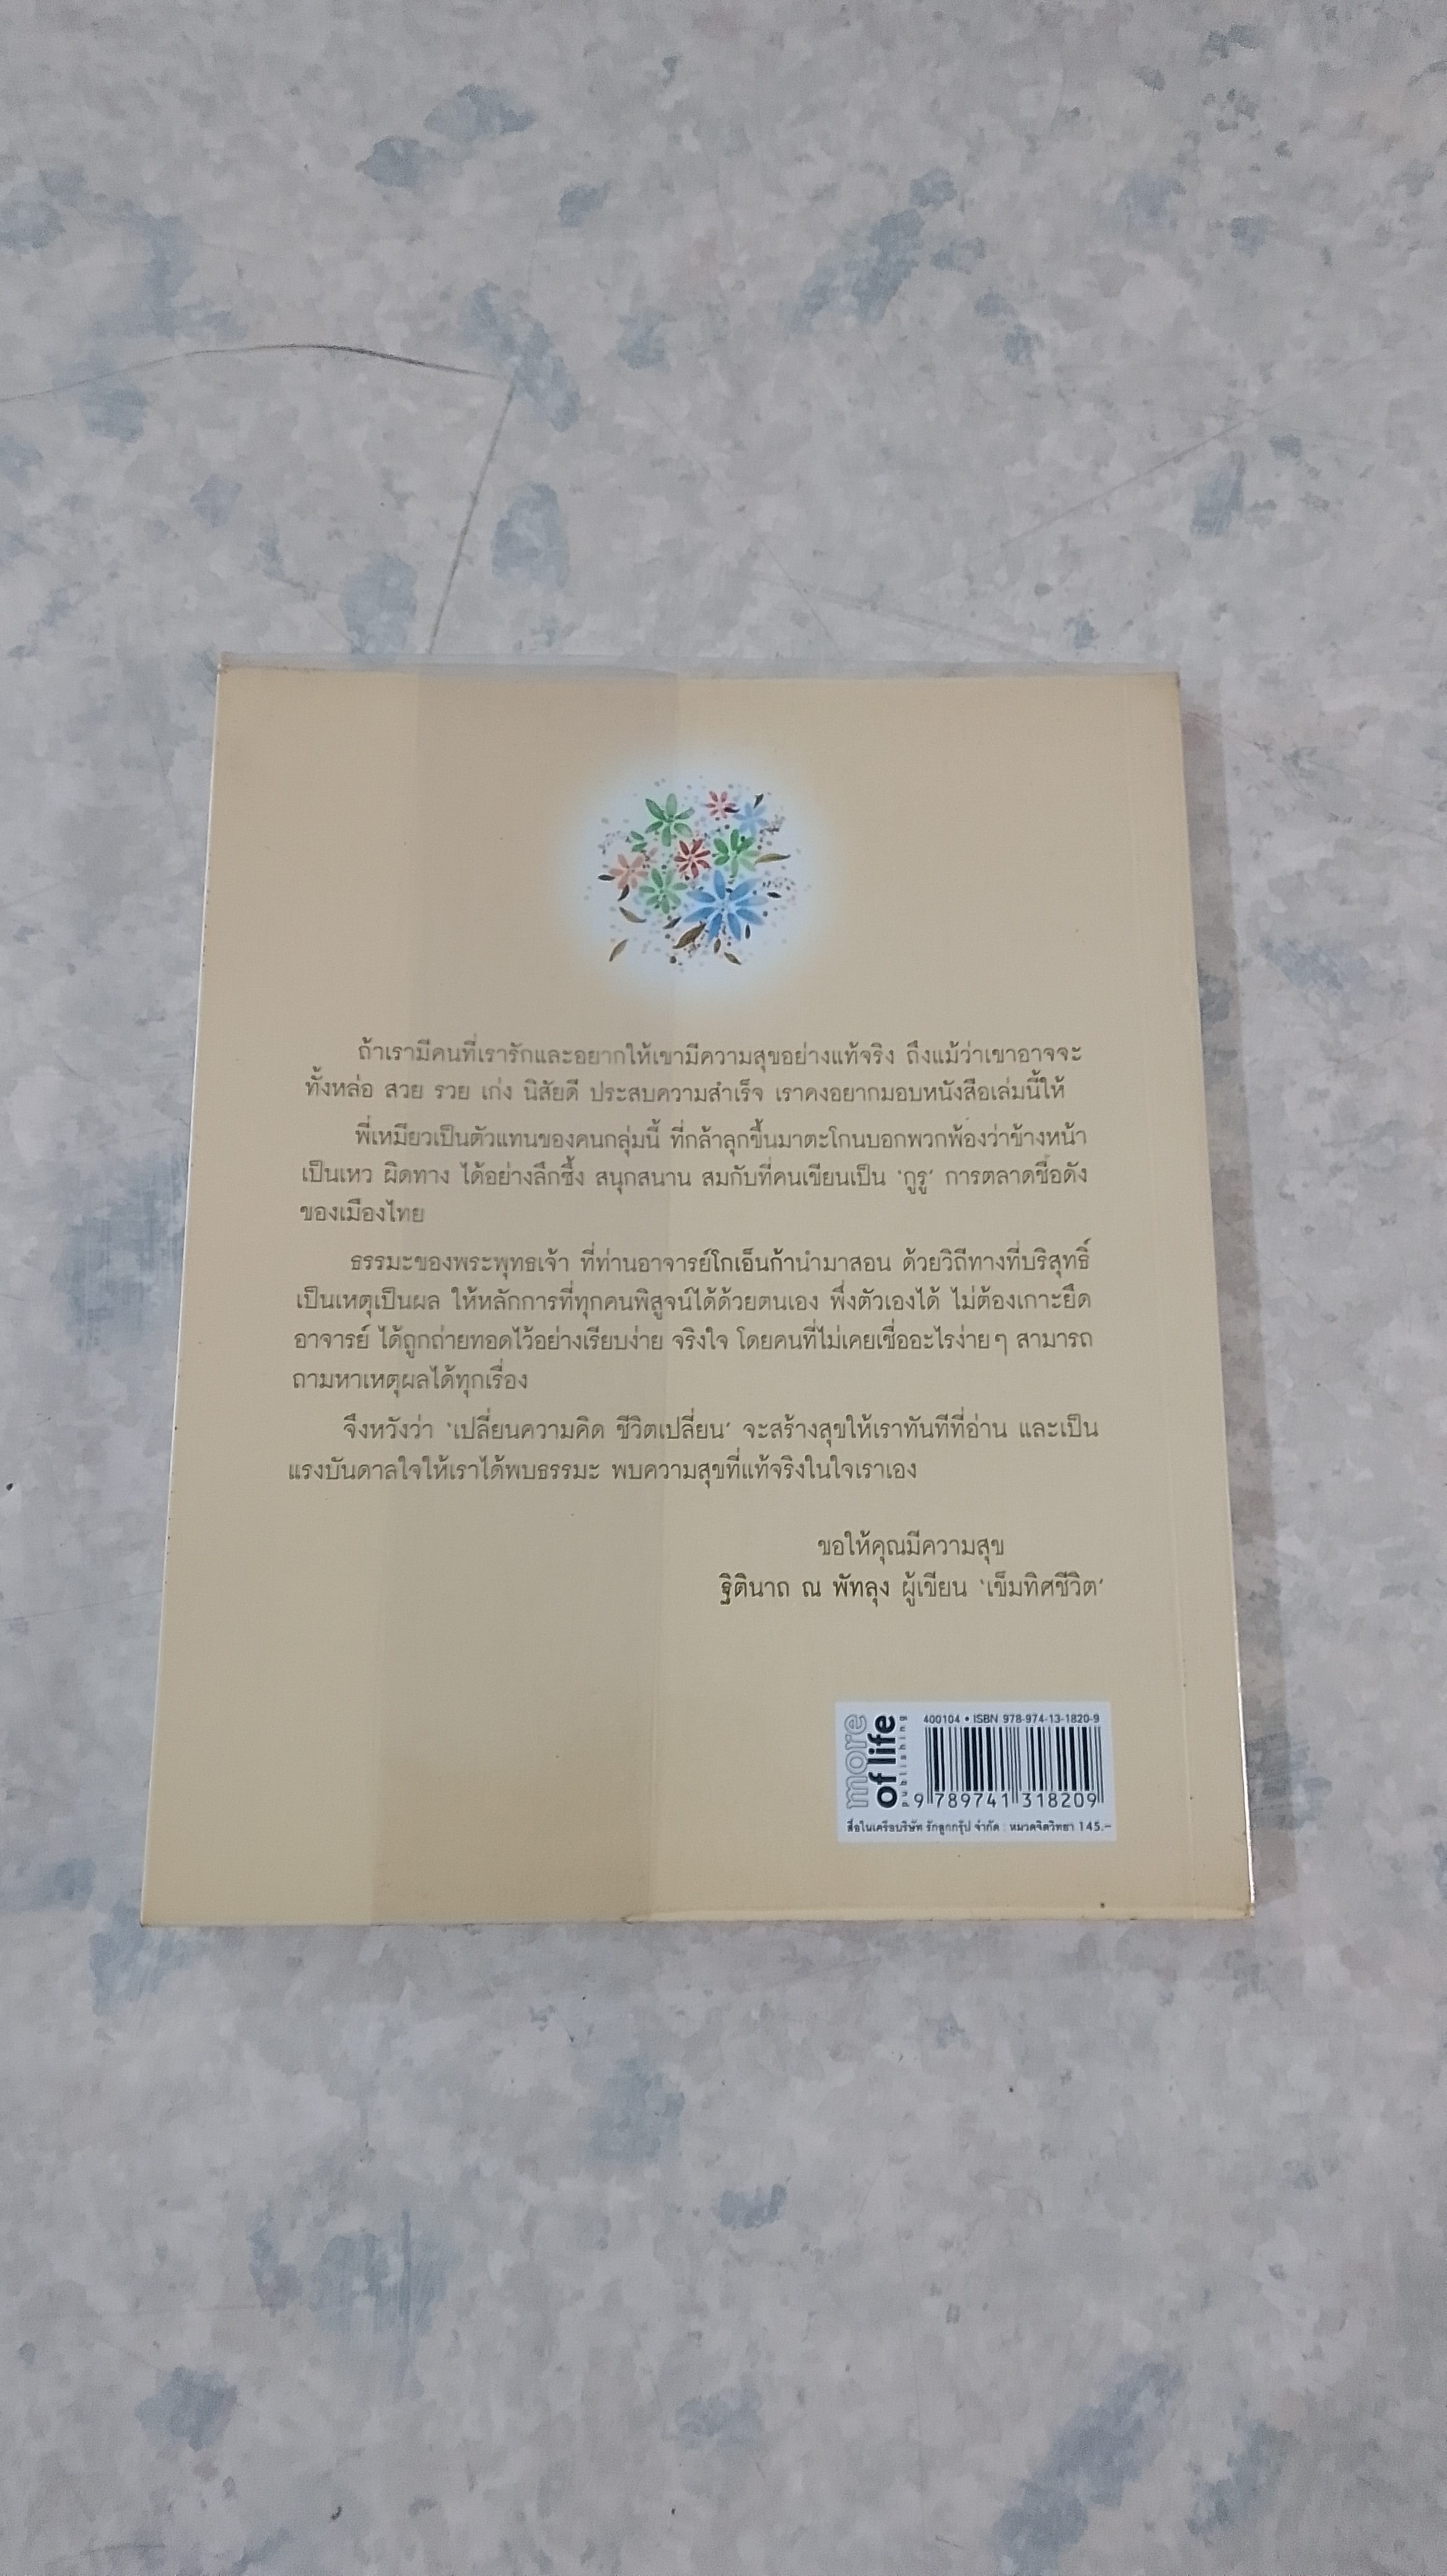 ถ้าเรามีคนที่เรารักและอยากให้เขามีความสุขอย่างแท้จริง ถึงแม้ว่าเขาอาจจะ
ทั้งหล่อ สวย รวย เก่ง นิสัยดี ประสบความสำเร็จ เราคงอยากมอบหนังสือเล่มนี้ให้
พี่เหมียวเป็นตัวแทนของคนกลุ่มนี้ ที่กล้าลุกขึ้นมาตะโกนบอกพวกพ้องว่าข้างหน้า
เป็นเหว ผิดทาง ได้อย่างลึกซึ้ง สนุกสนาน สมกับที่คนเขียนเป็น ‘กูรู’ การตลาดชื่อดัง
ของเมืองไทย
ธรรมะของพระพุทธเจ้า ที่ท่านอาจารย์โกเอ็นก้านำมาสอน ด้วยวิถีทางที่บริสุทธิ์
เป็นเหตุเป็นผล ให้หลักการที่ทุกคนพิสูจน์ได้ด้วยตนเอง พึ่งตัวเองได้ ไม่ต้องเกาะยึด
อาจารย์ ได้ถูกถ่ายทอดไว้อย่างเรียบง่าย จริงใจ โดยคนที่ไม่เคยเชื่ออะไรง่ายๆ สามารถ
ถามหาเหตุผลได้ทุกเรื่อง
จึงหวังว่า ‘เปลี่ยนความคิด ชีวิตเปลี่ยน’ จะสร้างสุขให้เราทันทีที่อ่าน และเป็น
แรงบันดาลใจให้เราได้พบธรรมะ พบความสุขที่แท้จริงในใจเราเอง
ขอให้คุณมีความสุข
ฐิตินาถ ณ พัทลุง ผู้เขียน ‘เข็มทิศชีวิต’
more
of life
publishing
400104 • ISBN 978-974-13-1820-9
9 789741 318209
สื่อในเครือบริษัท รักลูกกรุ๊ป จำกัด : หมวดจิตวิทยา 145.-